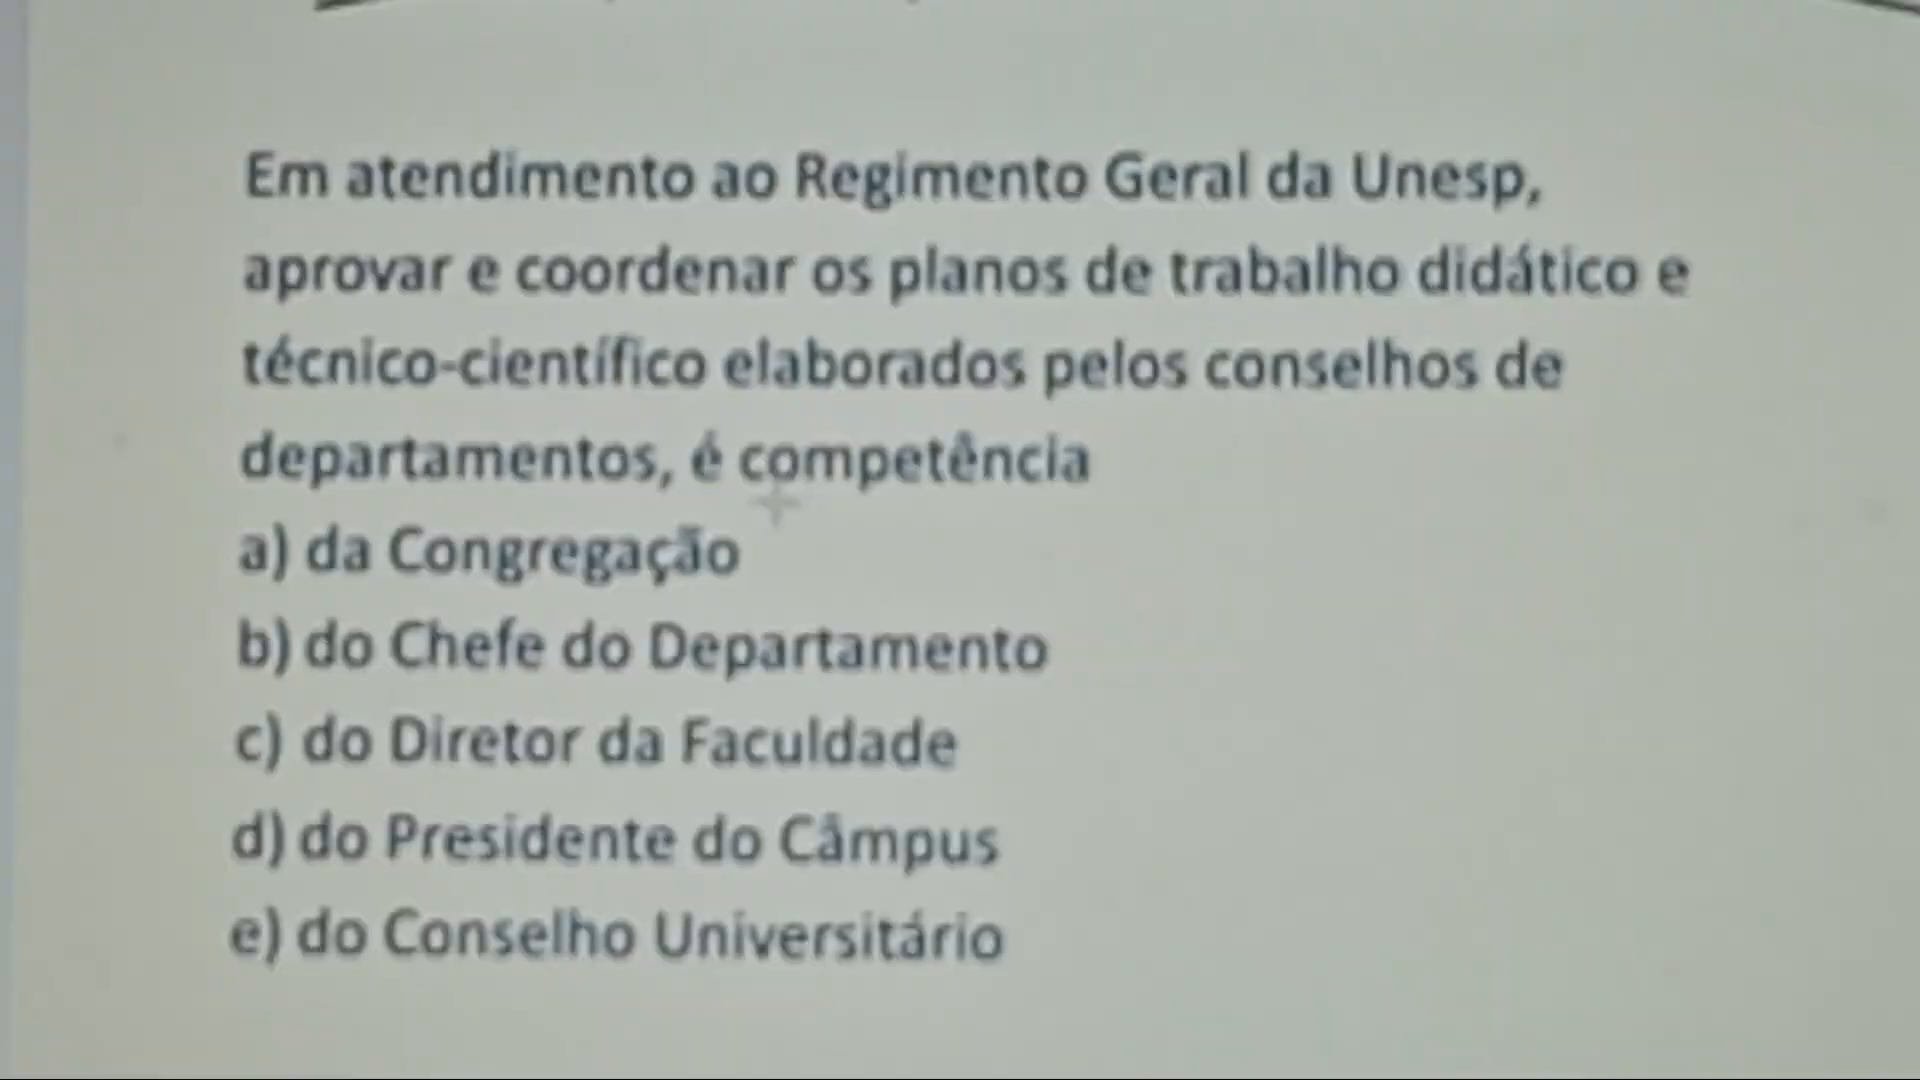 Em atendimento ao Regimento Geral da Unesp,
aprovar e coordenar os planos de trabalho didático e
técnico-científico elaborados pelos conselhos de
departamentos, é competência
a) da Congregação
b) do Chefe do Departamento
c) do Diretor da Faculdade
d) do Presidente do Câmpus
e) do Conselho Universitário